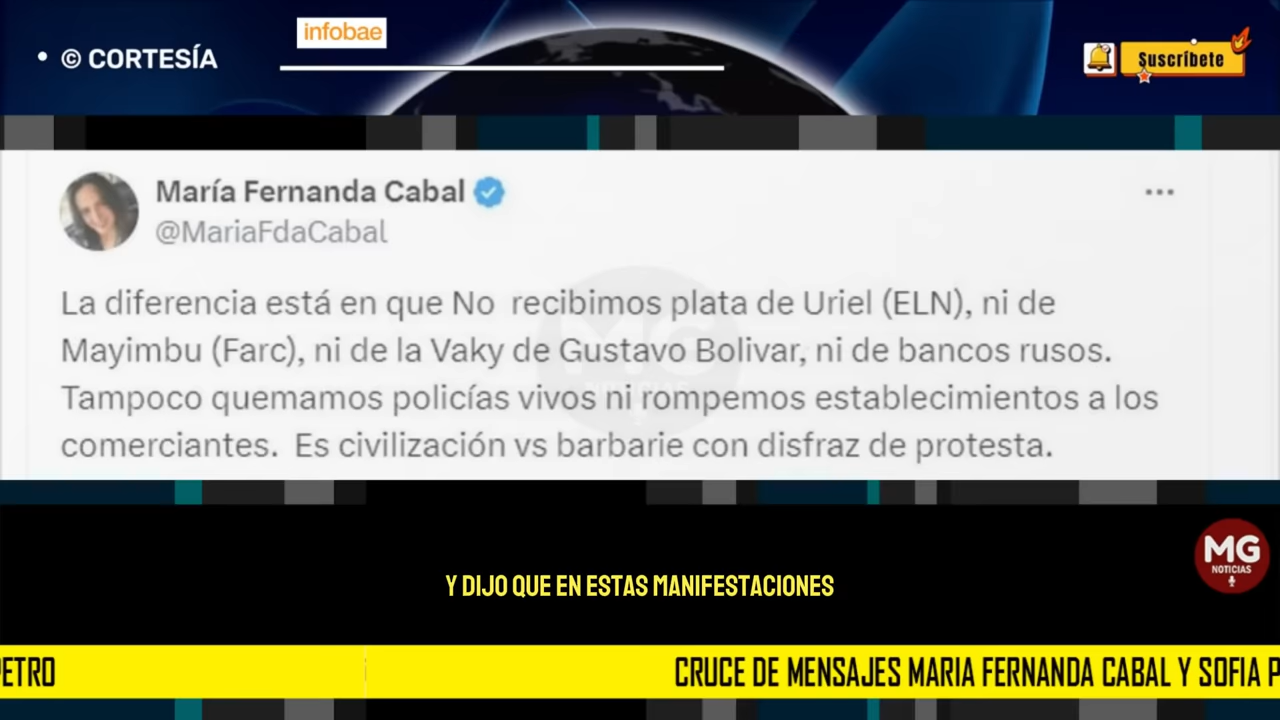 infobae
• © CORTESÍA
Suscríbete
María Fernanda Cabal
@MariaFdaCabal
La diferencia está en que No recibimos plata de Uriel (ELN), ni de
Mayimbu (Farc), ni de la Vaky de Gustavo Bolivar, ni de bancos rusos.
Tampoco quemamos policías vivos ni rompemos establecimientos a los
comerciantes. Es civilización vs barbarie con disfraz de protesta.
MG
NOTICIAS
MG
NOTICIAS
Y DIJO QUE EN ESTAS MANIFESTACIONES
PETRO
CRUCE DE MENSAJES MARIA FERNANDA CABAL Y SOFIA P